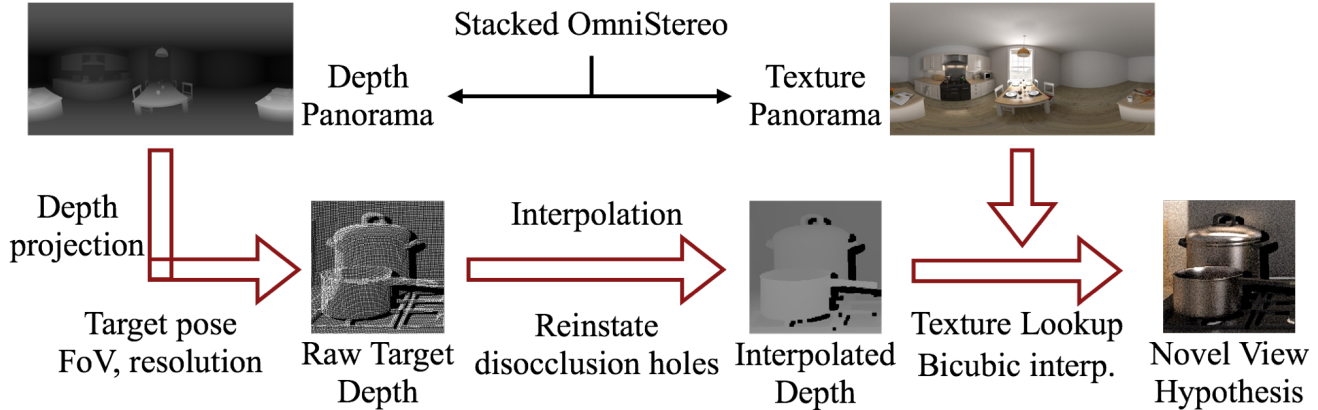 Stacked OmniStereo
Depth
Panorama
Texture
Panorama
Depth
projection
Target pose
FoV, resolution
Raw Target
Depth
Interpolation
Reinstate
disocclusion holes
Interpolated
Depth
Texture Lookup
Bicubic interp.
Novel View
Hypothesis